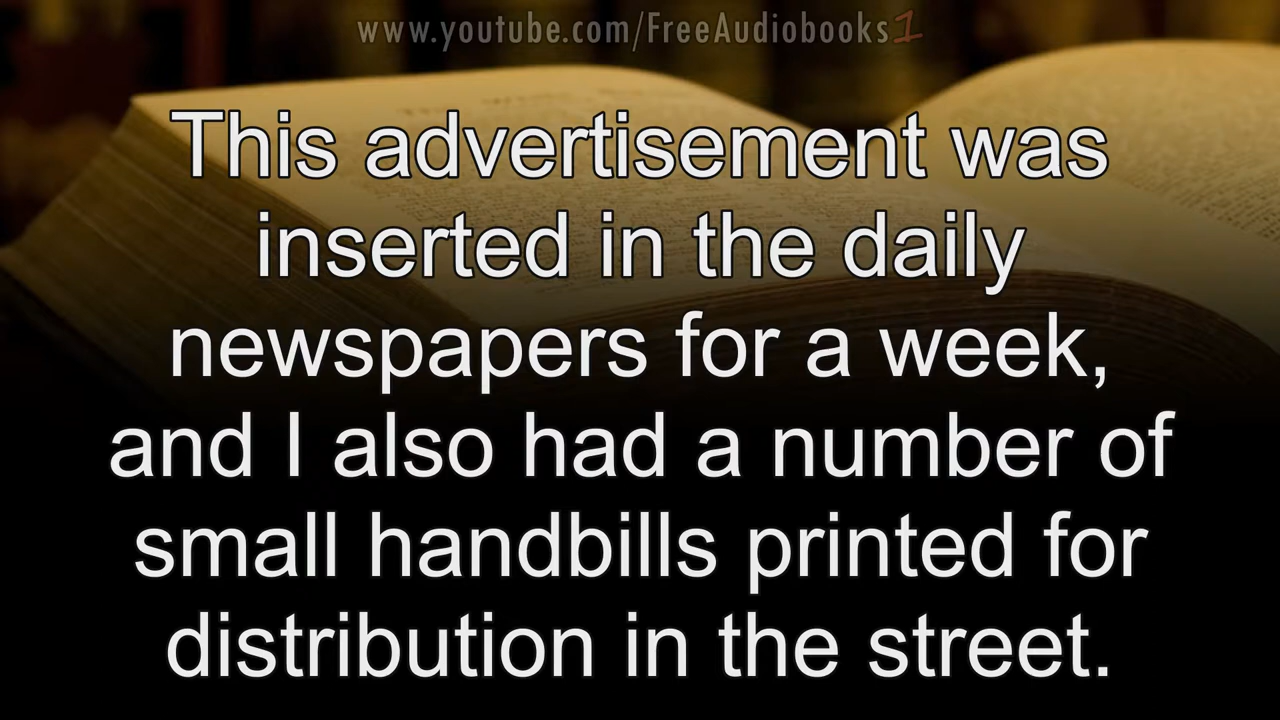 www.youtube.com/FreeAudiobooks1
This advertisement was
inserted in the daily
newspapers for a week,
and I also had a number of
small handbills printed for
distribution in the street.